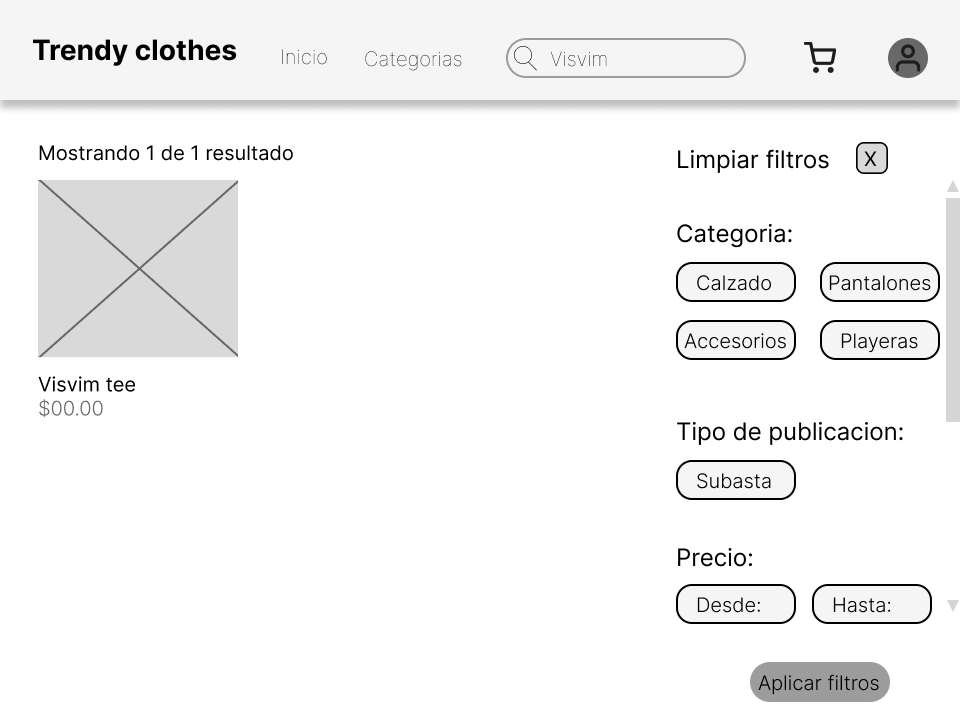 Trendy clothes
Inicio
Categorias
Visvim
Mostrando 1 de 1 resultado
Visvim tee
$00.00
Limpiar filtros X
Categoria:
Calzado
Pantalones
Accesorios
Playeras
Tipo de publicacion:
Subasta
Precio:
Desde:
Hasta:
Aplicar filtros